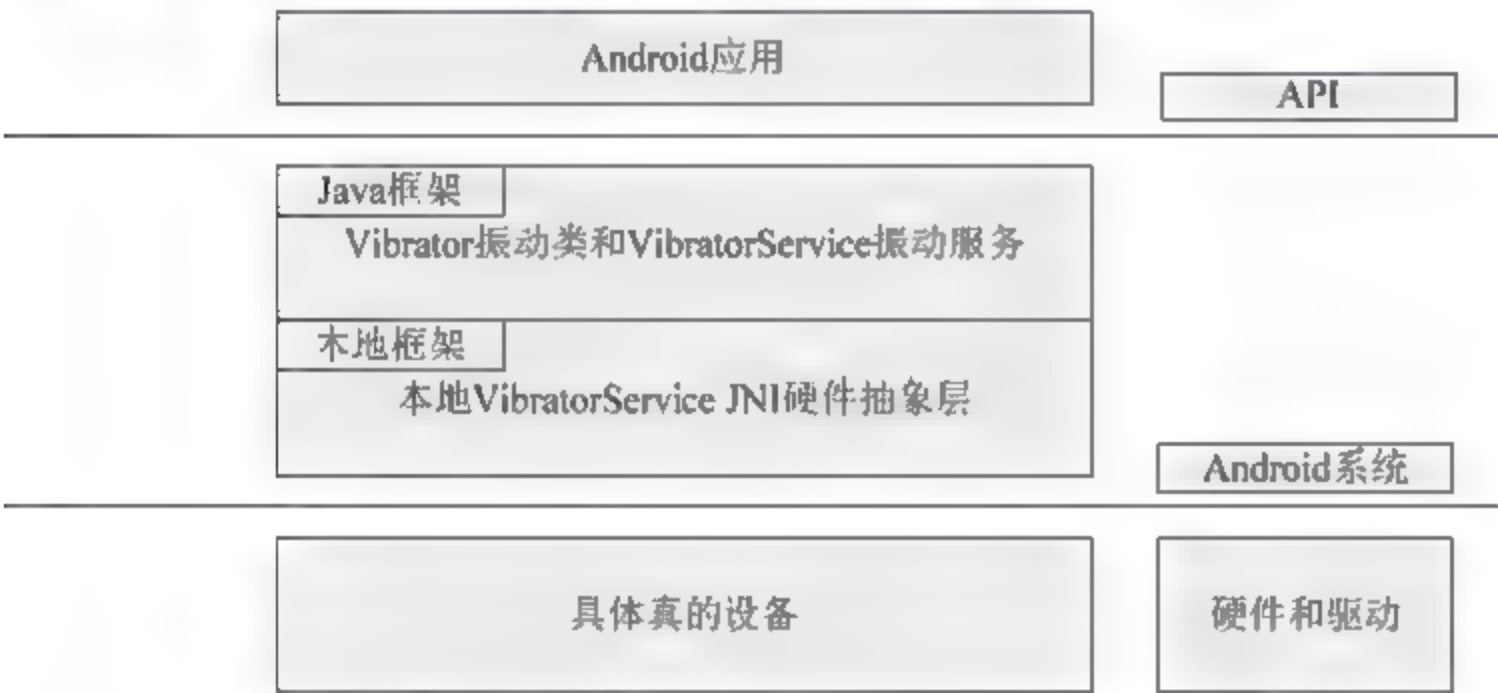 Android应用
API
Java框架
Vibrator振动类和VibratorService振动服务
木地框架
本地VibratorService JNI硬件抽象层
Android系统
具体真的设备
硬件和驱动